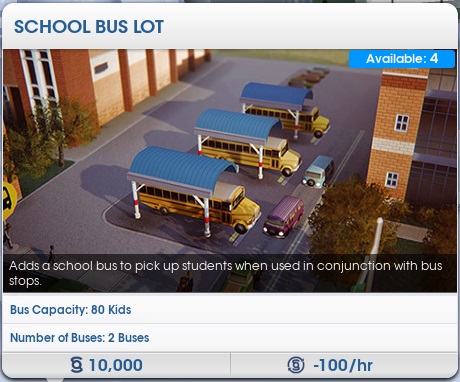 SCHOOL BUS LOT
Available: 4
Adds a school bus to pick up students when used in conjunction with bus
stops.
Bus Capacity: 80 Kids
Number of Buses: 2 Buses
10,000
-100/hr